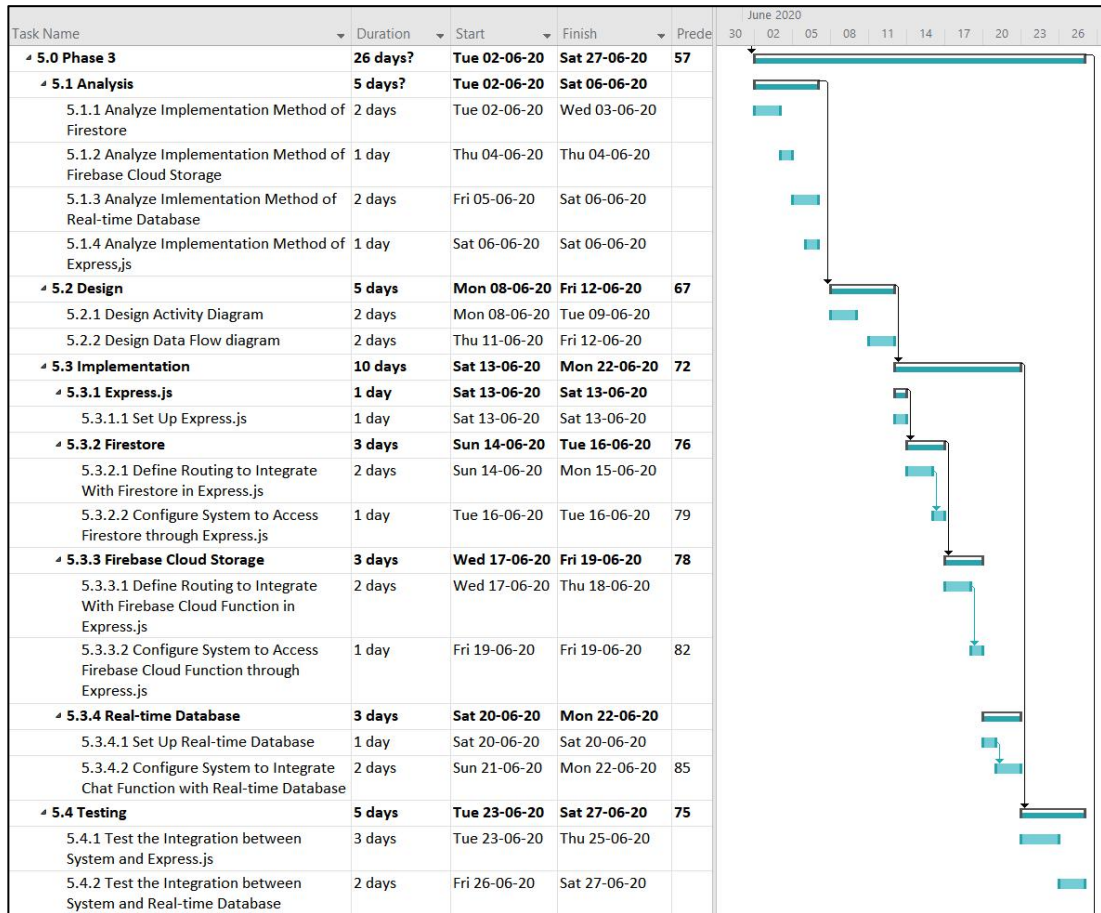 June 2020
Task Name Duration Start Finish Prede 30 02 05 08 11 14 17 20 23 26
5.0 Phase 3 26 days? Tue 02-06-20 Sat 27-06-20 57
5.1 Analysis 5 days? Tue 02-06-20 Sat 06-06-20
5.1.1 Analyze Implementation Method of 2 days Tue 02-06-20 Wed 03-06-20
Firestore
5.1.2 Analyze Implementation Method of 1 day Thu 04-06-20 Thu 04-06-20
Firebase Cloud Storage
5.1.3 Analyze Imlementation Method of 2 days Fri 05-06-20 Sat 06-06-20
Real-time Database
5.1.4 Analyze Implementation Method of 1 day Sat 06-06-20 Sat 06-06-20
Express,js
5.2 Design 5 days Mon 08-06-20 Fri 12-06-20 67
5.2.1 Design Activity Diagram 2 days Mon 08-06-20 Tue 09-06-20
5.2.2 Design Data Flow diagram 2 days Thu 11-06-20 Fri 12-06-20
5.3 Implementation 10 days Sat 13-06-20 Mon 22-06-20 72
5.3.1 Express.js 1 day Sat 13-06-20 Sat 13-06-20
5.3.1.1 Set Up Express.js 1 day Sat 13-06-20 Sat 13-06-20
5.3.2 Firestore 3 days Sun 14-06-20 Tue 16-06-20 76
5.3.2.1 Define Routing to Integrate 2 days Sun 14-06-20 Mon 15-06-20
With Firestore in Express.js
5.3.2.2 Configure System to Access 1 day Tue 16-06-20 Tue 16-06-20 79
Firestore through Express.js
5.3.3 Firebase Cloud Storage 3 days Wed 17-06-20 Fri 19-06-20 78
5.3.3.1 Define Routing to Integrate 2 days Wed 17-06-20 Thu 18-06-20
With Firebase Cloud Function in
Express.js
5.3.3.2 Configure System to Access 1 day Fri 19-06-20 Fri 19-06-20 82
Firebase Cloud Function through
Express.js
5.3.4 Real-time Database 3 days Sat 20-06-20 Mon 22-06-20
5.3.4.1 Set Up Real-time Database 1 day Sat 20-06-20 Sat 20-06-20
5.3.4.2 Configure System to Integrate 2 days Sun 21-06-20 Mon 22-06-20 85
Chat Function with Real-time Database
5.4 Testing 5 days Tue 23-06-20 Sat 27-06-20 75
5.4.1 Test the Integration between 3 days Tue 23-06-20 Thu 25-06-20
System and Express.js
5.4.2 Test the Integration between 2 days Fri 26-06-20 Sat 27-06-20
System and Real-time Database